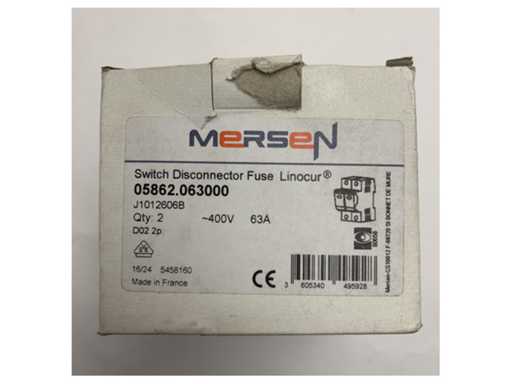 MERSEN
Switch Disconnector Fuse Linocur®
05862.063000
J1012606B
Qty: 2 ~400V 63A
D02 2p
16/24 5458160
Made in France
CE
3 605340 495928